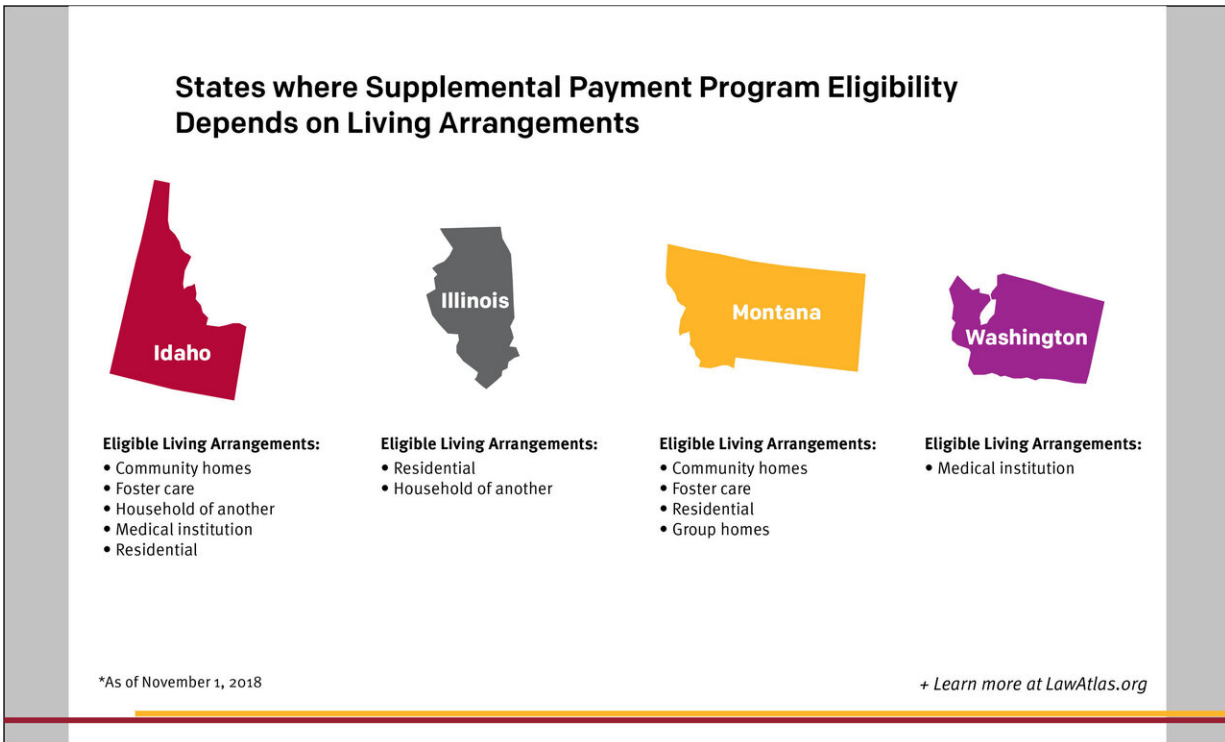 States where Supplemental Payment Program Eligibility
Depends on Living Arrangements
Idaho
Illinois
Montana
Washington
Eligible Living Arrangements:
• Community homes
• Foster care
• Household of another
• Medical institution
• Residential
Eligible Living Arrangements:
• Residential
• Household of another
Eligible Living Arrangements:
• Community homes
• Foster care
• Residential
• Group homes
Eligible Living Arrangements:
• Medical institution
*As of November 1, 2018
+ Learn more at LawAtlas.org